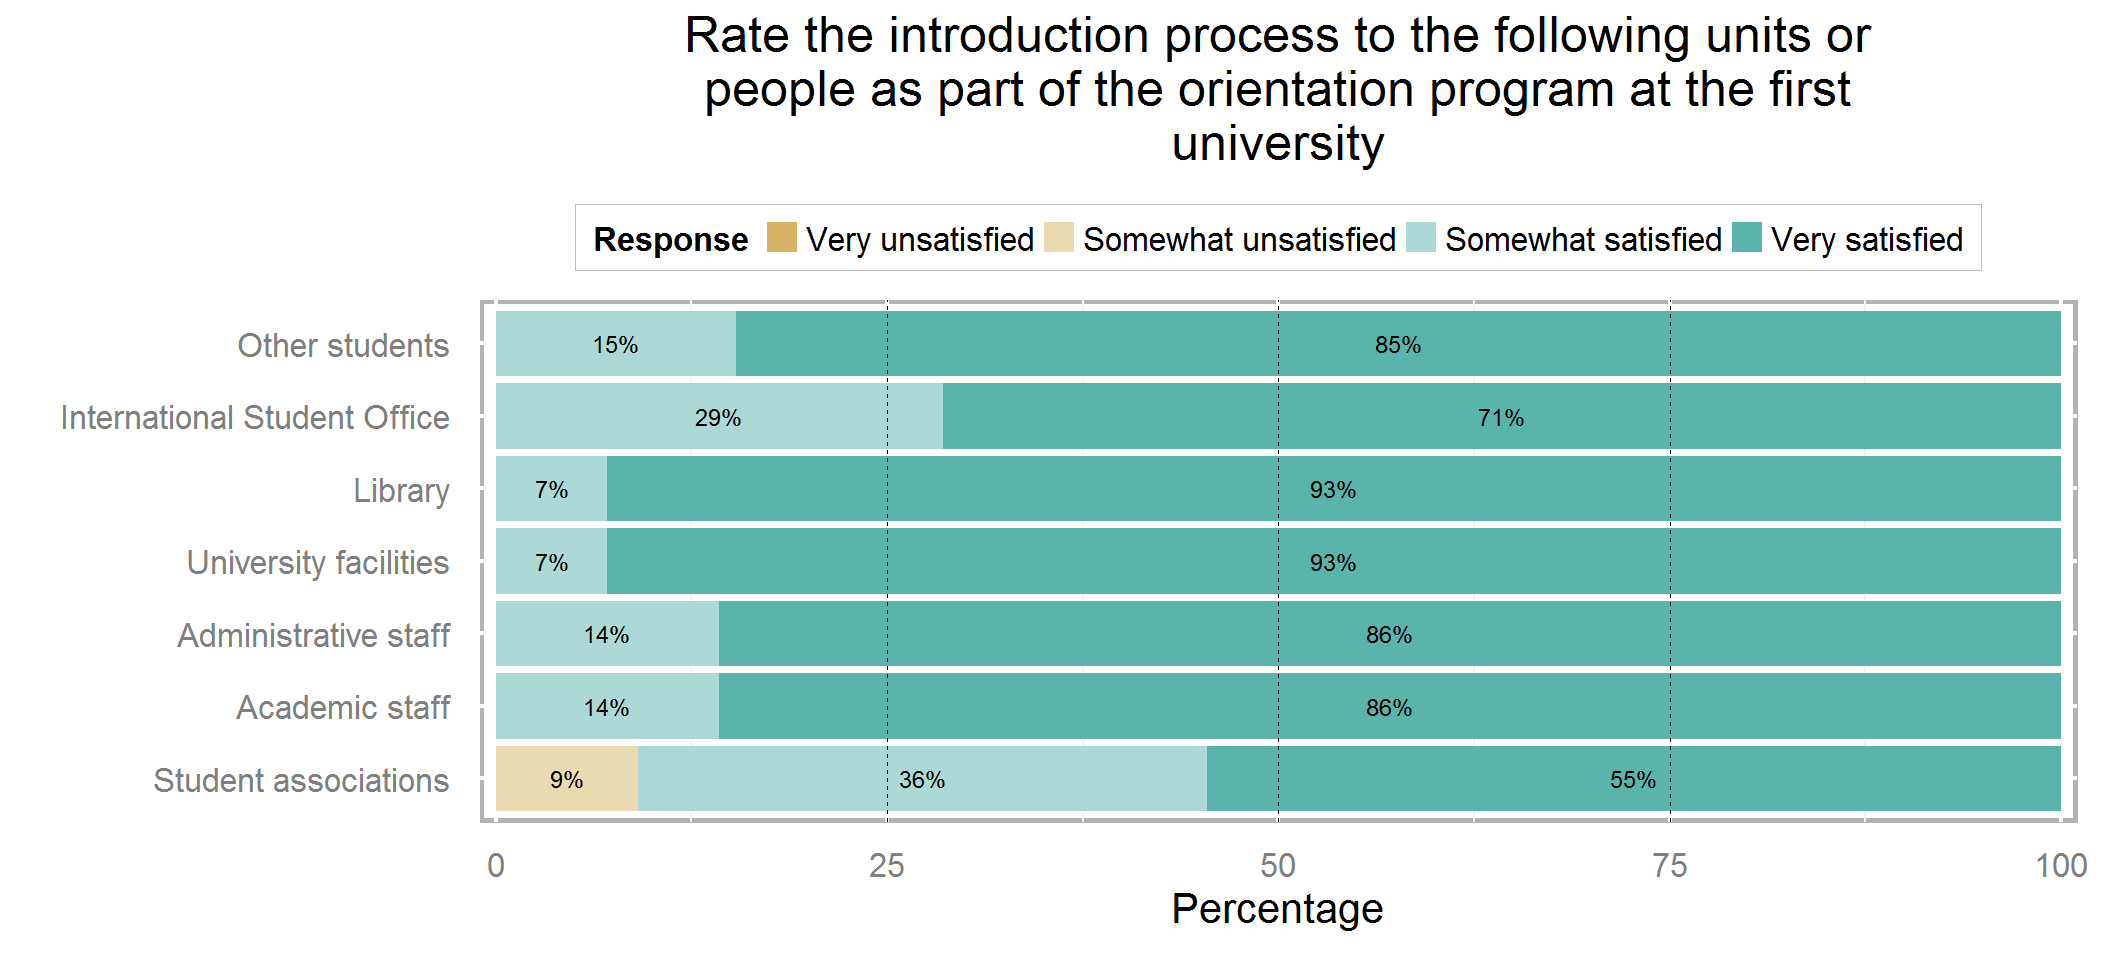 Rate the introduction process to the following units or
people as part of the orientation program at the first
university
Response Very unsatisfied Somewhat unsatisfied Somewhat satisfied Very satisfied
Other students 15% 85%
International Student Office 29% 71%
Library 7% 93%
University facilities 7% 93%
Administrative staff 14% 86%
Academic staff 14% 86%
Student associations 9% 36% 55%
0 25 50 75 100
Percentage